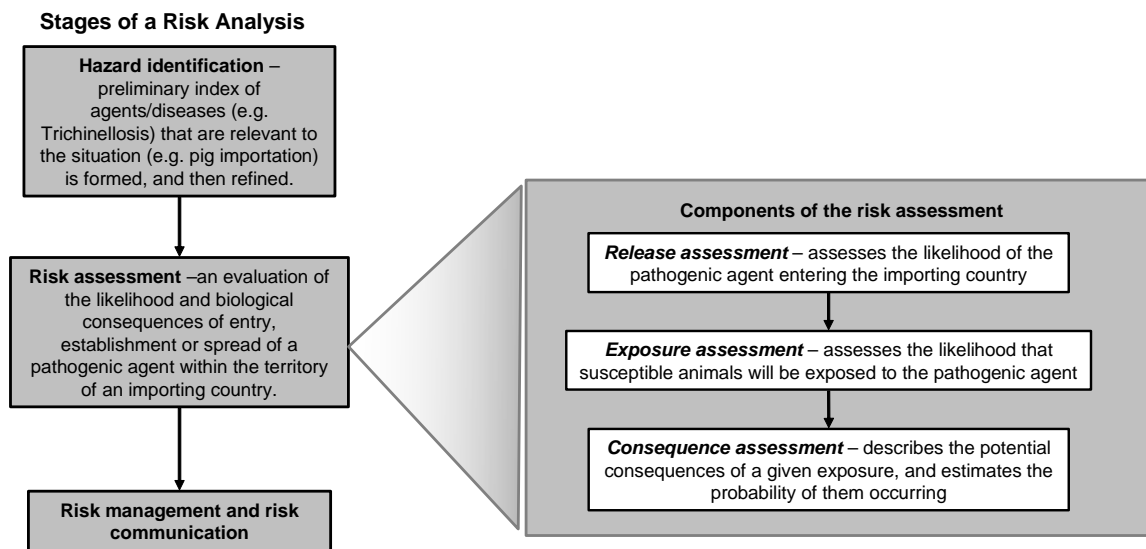 Stages of a Risk Analysis
Hazard identification –
preliminary index of
agents/diseases (e.g.
Trichinellosis) that are relevant to
the situation (e.g. pig importation)
is formed, and then refined.
Risk assessment –an evaluation of
the likelihood and biological
consequences of entry,
establishment or spread of a
pathogenic agent within the territory
of an importing country.
Risk management and risk
communication
Components of the risk assessment
Release assessment – assesses the likelihood of the
pathogenic agent entering the importing country
Exposure assessment – assesses the likelihood that
susceptible animals will be exposed to the pathogenic agent
Consequence assessment – describes the potential
consequences of a given exposure, and estimates the
probability of them occurring